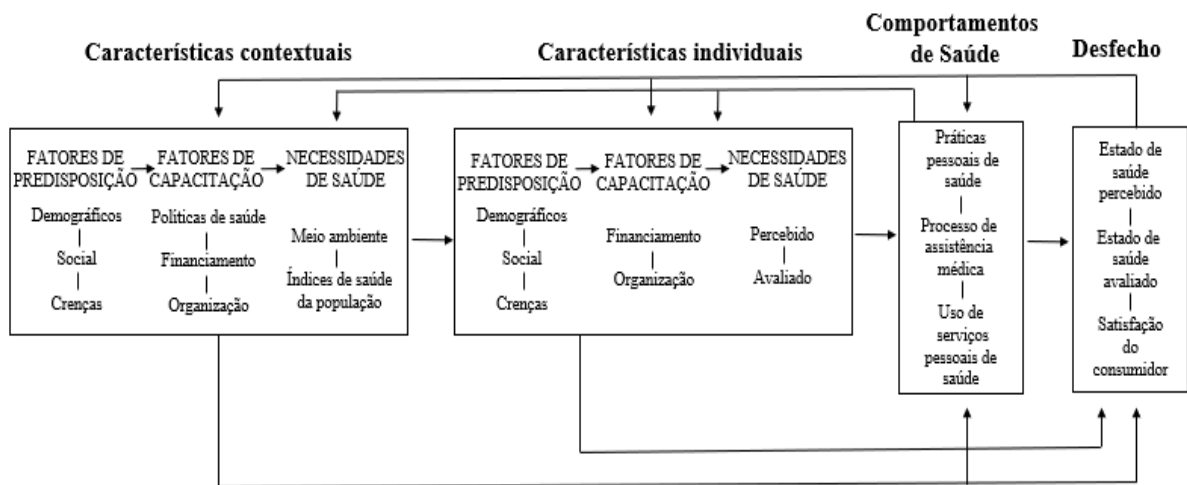 Características contextuais
Características individuais
Comportamentos
de Saúde
Desfecho
FATORES DE
PREDISPOSIÇÃO
Demográficos
Social
Crenças
FATORES DE
CAPACITAÇÃO
Políticas de saúde
Financiamento
Organização
NECESSIDADES
DE SAÚDE
Meio ambiente
Índices de saúde
da população
FATORES DE
PREDISPOSIÇÃO
Demográficos
Social
Crenças
FATORES DE
CAPACITAÇÃO
Financiamento
Organização
NECESSIDADES
DE SAÚDE
Percebido
Avaliado
Práticas
pessoais de
saúde
Processo de
assistência
médica
Uso de
serviços
pessoais de
saúde
Estado de
saúde
percebido
Estado de
saúde
avaliado
Satisfação
do
consumidor